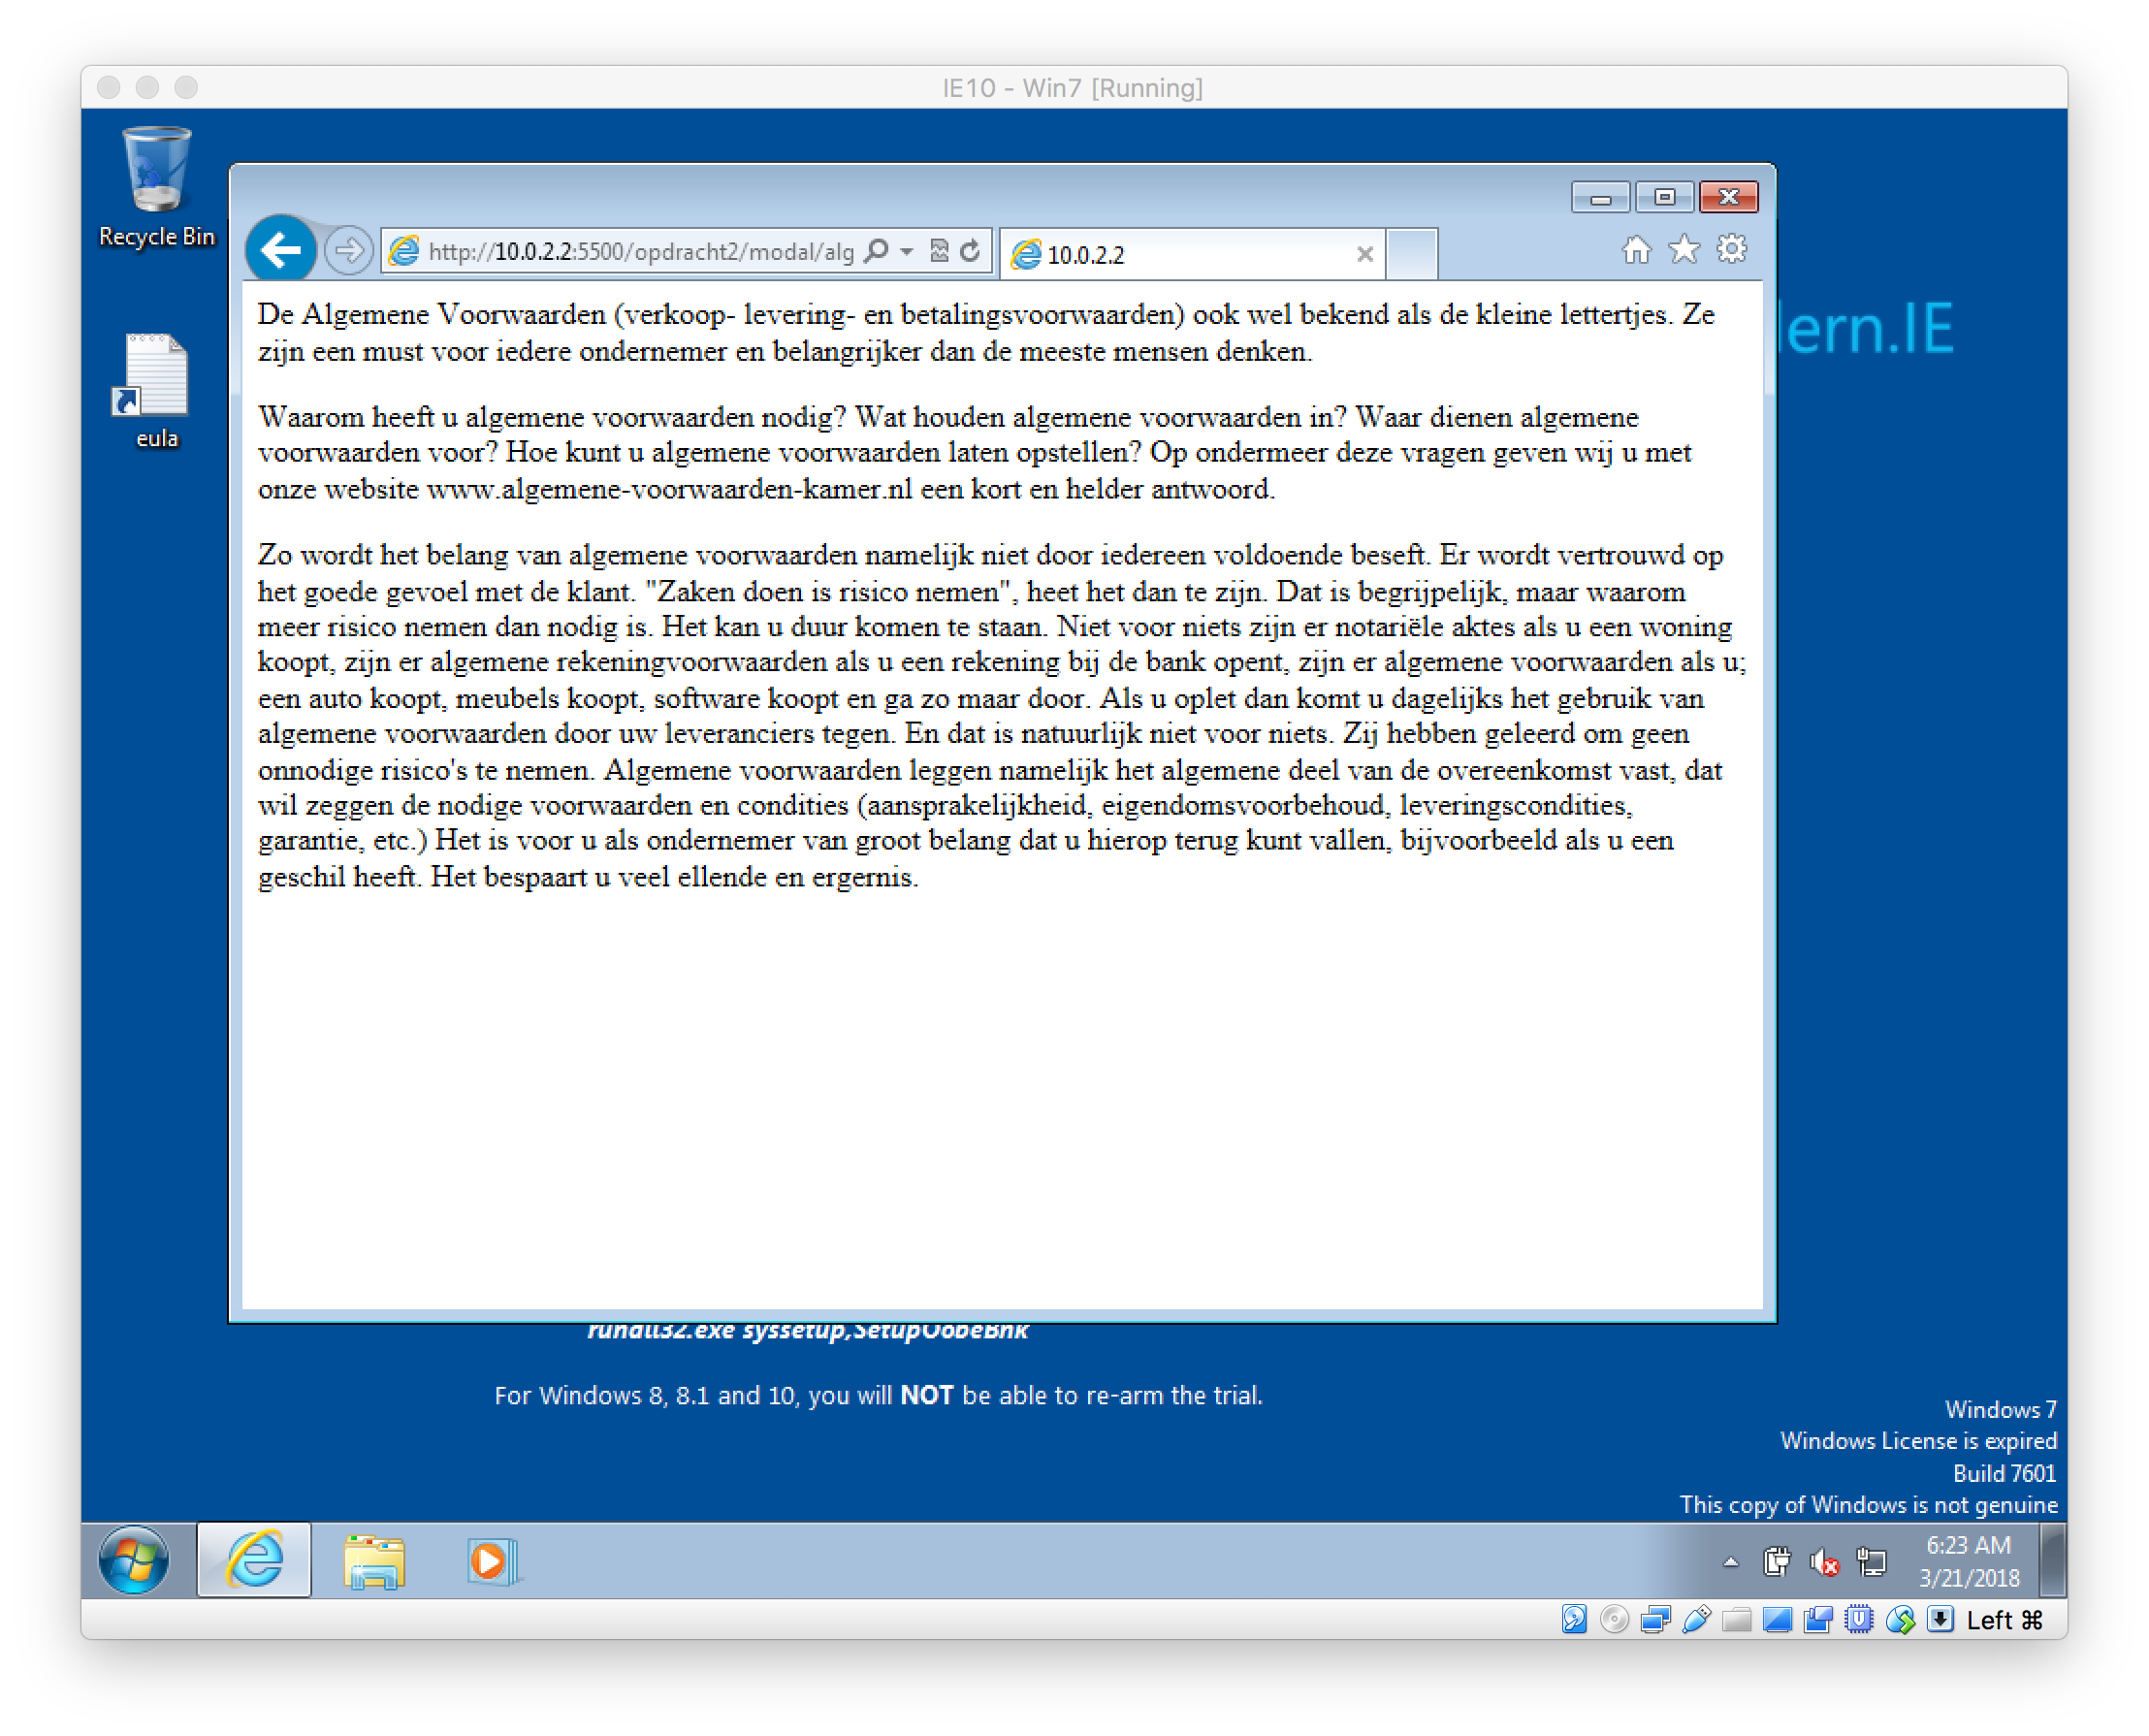 IE10 - Win7 [Running]
Recycle Bin
http://10.0.2.2:5500/opdracht2/modal/alg
10.0.2.2
De Algemene Voorwaarden (verkoop- levering- en betalingsvoorwaarden) ook wel bekend als de kleine lettertjes. Ze
zijn een must voor iedere ondernemer en belangrijker dan de meeste mensen denken.
dern.IE
eula
Waarom heeft u algemene voorwaarden nodig? Wat houden algemene voorwaarden in? Waar dienen algemene
voorwaarden voor? Hoe kunt u algemene voorwaarden laten opstellen? Op ondermeer deze vragen geven wij u met
onze website www.algemene-voorwaarden-kamer.nl een kort en helder antwoord.
Zo wordt het belang van algemene voorwaarden namelijk niet door iedereen voldoende beseft. Er wordt vertrouwd op
het goede gevoel met de klant. "Zaken doen is risico nemen", heet het dan te zijn. Dat is begrijpelijk, maar waarom
meer risico nemen dan nodig is. Het kan u duur komen te staan. Niet voor niets zijn er notariële aktes als u een woning
koopt, zijn er algemene rekeningvoorwaarden als u een rekening bij de bank opent, zijn er algemene voorwaarden als u;
een auto koopt, meubels koopt, software koopt en ga zo maar door. Als u oplet dan komt u dagelijks het gebruik van
algemene voorwaarden door uw leveranciers tegen. En dat is natuurlijk niet voor niets. Zij hebben geleerd om geen
onnodige risico's te nemen. Algemene voorwaarden leggen namelijk het algemene deel van de overeenkomst vast, dat
wil zeggen de nodige voorwaarden en condities (aansprakelijkheid, eigendomsvoorbehoud, leveringscondities,
garantie, etc.) Het is voor u als ondernemer van groot belang dat u hierop terug kunt vallen, bijvoorbeeld als u een
geschil heeft. Het bespaart u veel ellende en ergernis.
rundll32.exe syssetup,SetupOobeBnk
For Windows 8, 8.1 and 10, you will NOT be able to re-arm the trial.
Windows 7
Windows License is expired
Build 7601
This copy of Windows is not genuine
6:23 AM
3/21/2018
Left ⌘